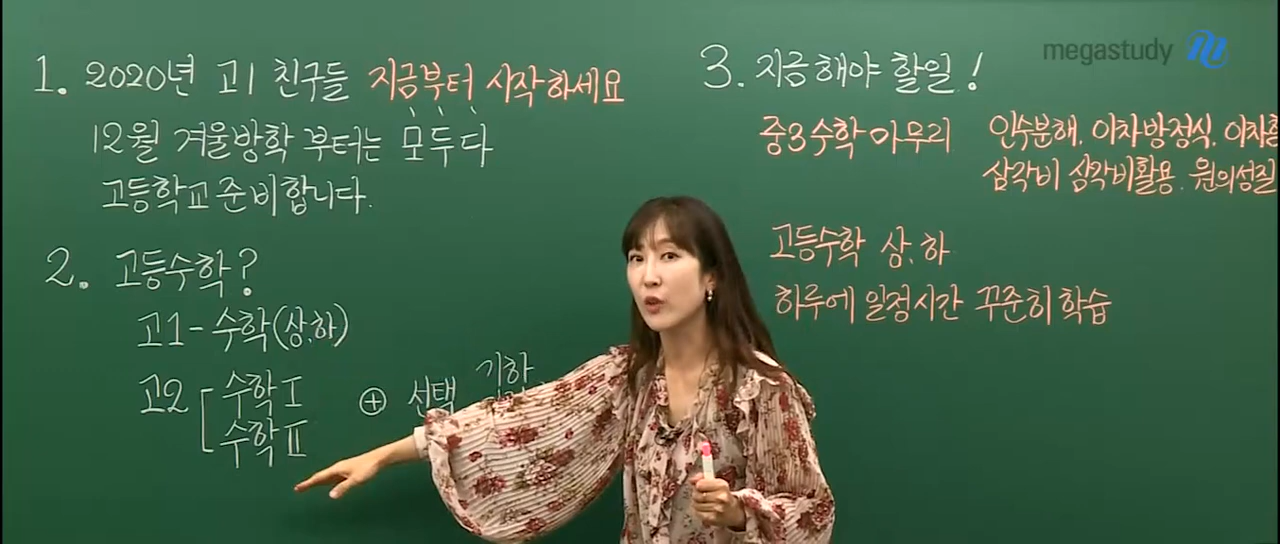 1. 2020년 고1 친구들 지금부터 시작하세요
12월 겨울방학 부터는 모두다
고등학교 준비합니다.
2. 고등수학?
고1 - 수학(상,하)
고2 수학Ⅰ
수학Ⅱ
⊕ 선택 기하
megastudy
3. 지금해야 할일!
중3수학 마무리 인수분해, 이차방정식, 이차
삼각비 삼각비활용. 원의성질
고등수학 상, 하
하루에 일정시간 꾸준히 학습